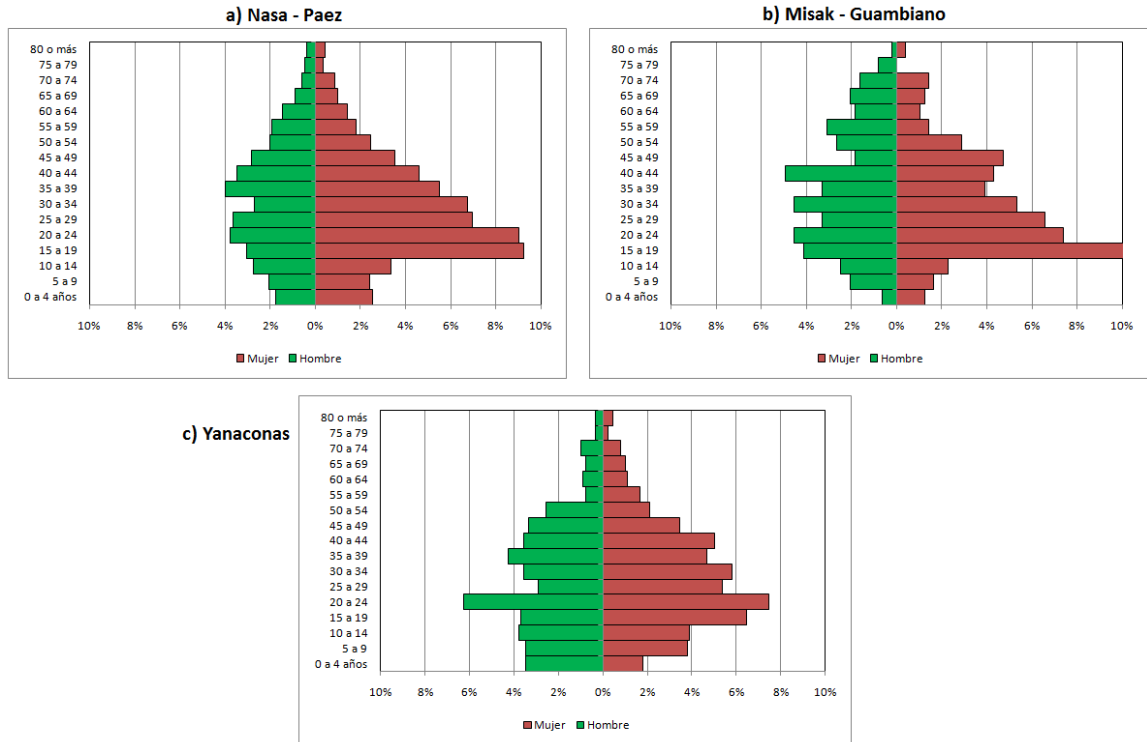 a) Nasa - Paez
80 o más
75 a 79
70 a 74
65 a 69
60 a 64
55 a 59
50 a 54
45 a 49
40 a 44
35 a 39
30 a 34
25 a 29
20 a 24
15 a 19
10 a 14
5 a 9
0 a 4 años
10% 8% 6% 4% 2% 0% 2% 4% 6% 8% 10%
Mujer Hombre
b) Misak - Guambiano
80 o más
75 a 79
70 a 74
65 a 69
60 a 64
55 a 59
50 a 54
45 a 49
40 a 44
35 a 39
30 a 34
25 a 29
20 a 24
15 a 19
10 a 14
5 a 9
0 a 4 años
10% 8% 6% 4% 2% 0% 2% 4% 6% 8% 10%
Mujer Hombre
c) Yanaconas
80 o más
75 a 79
70 a 74
65 a 69
60 a 64
55 a 59
50 a 54
45 a 49
40 a 44
35 a 39
30 a 34
25 a 29
20 a 24
15 a 19
10 a 14
5 a 9
0 a 4 años
10% 8% 6% 4% 2% 0% 2% 4% 6% 8% 10%
Mujer Hombre